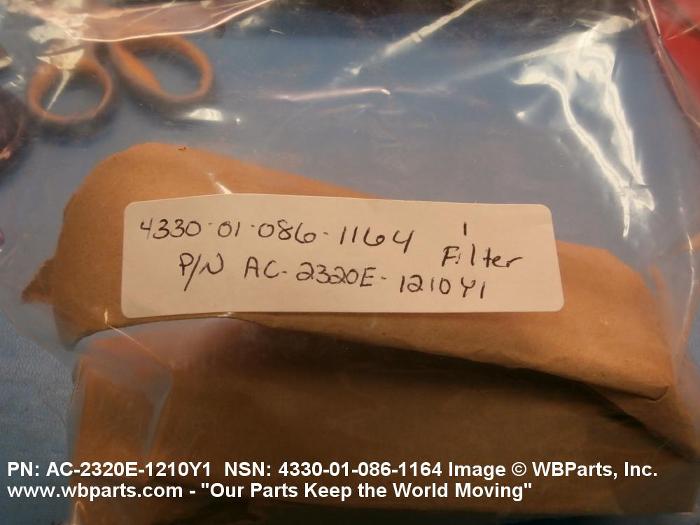 4330-01-086-1164 1
P/N AC-2320E-1210Y1 Filter
PN: AC-2320E-1210Y1 NSN: 4330-01-086-1164 Image © WBParts, Inc.
www.wbparts.com - "Our Parts Keep the World Moving"